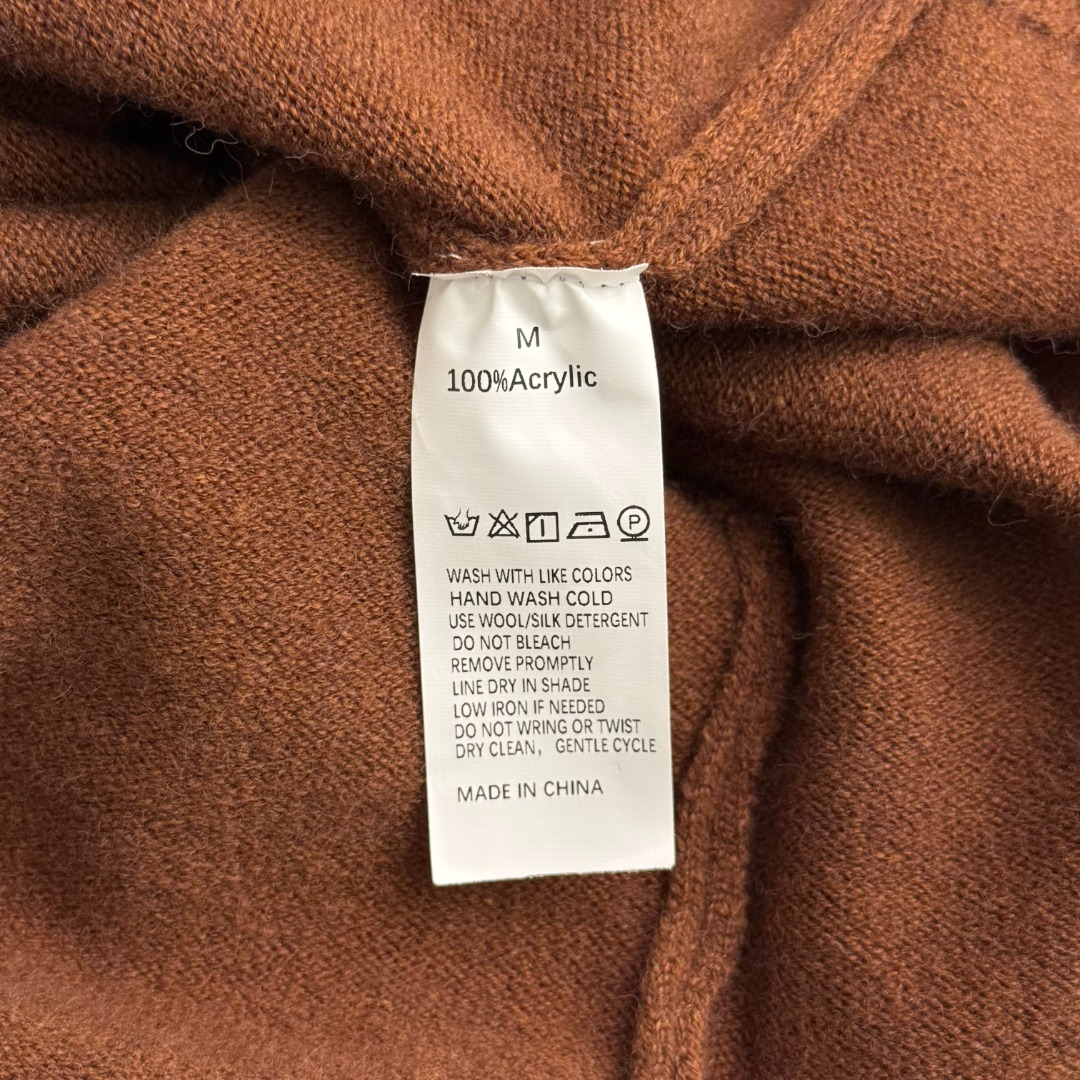 M
100%Acrylic
P
WASH WITH LIKE COLORS
HAND WASH COLD
USE WOOL/SILK DETERGENT
DO NOT BLEACH
REMOVE PROMPTLY
LINE DRY IN SHADE
LOW IRON IF NEEDED
DO NOT WRING OR TWIST
DRY CLEAN, GENTLE CYCLE
MADE IN CHINA